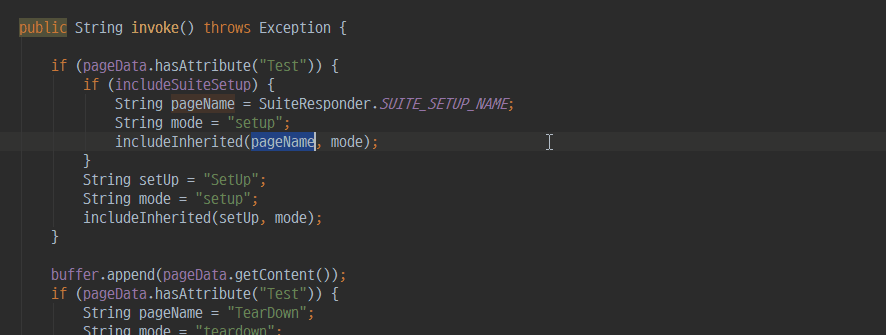 public String invoke() throws Exception {
if (pageData.hasAttribute("Test")) {
if (includeSuiteSetup) {
String pageName = SuiteResponder.SUITE_SETUP_NAME;
String mode = "setup";
includeInherited(pageName, mode);
}
String setUp = "SetUp";
String mode = "setup";
includeInherited(setUp, mode);
}
buffer.append(pageData.getContent());
if (pageData.hasAttribute("Test")) {
String pageName = "TearDown";
String mode = "teardown";